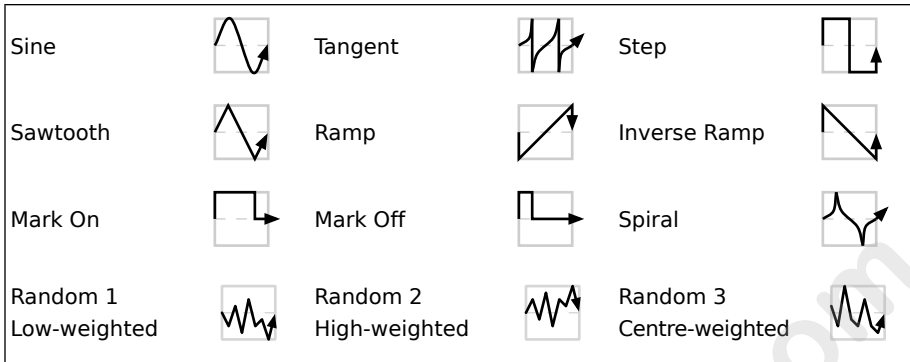 Sine Tangent Step
Sawtooth Ramp Inverse Ramp
Mark On Mark Off Spiral
Random 1 Random 2 Random 3
Low-weighted High-weighted Centre-weighted
om